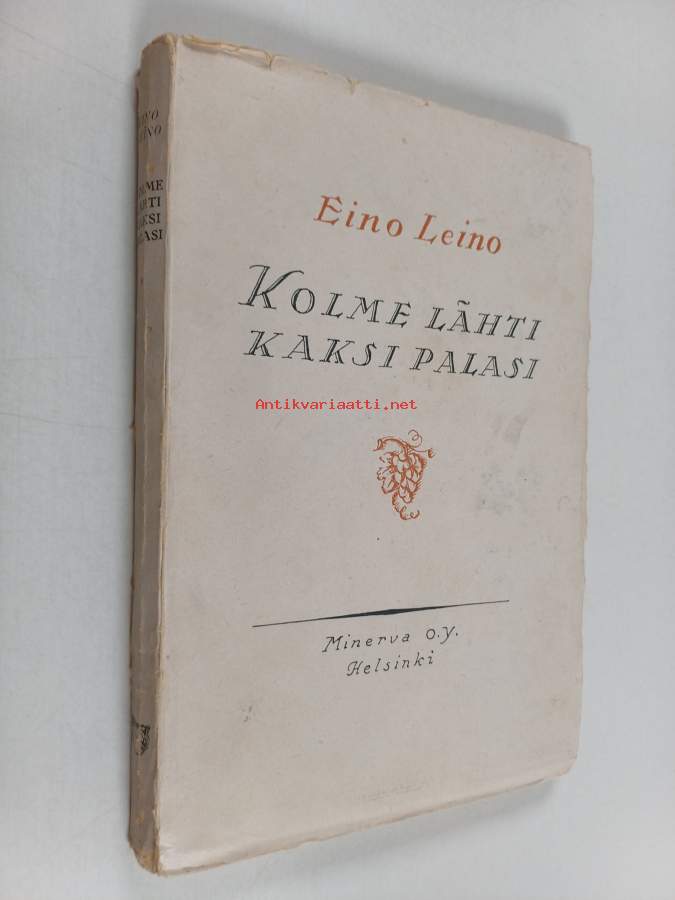 Eino Leino
KOLME LÄHTI
KAKSI PALASI
Antikvariaatti.net
Minerva O.Y.
Helsinki